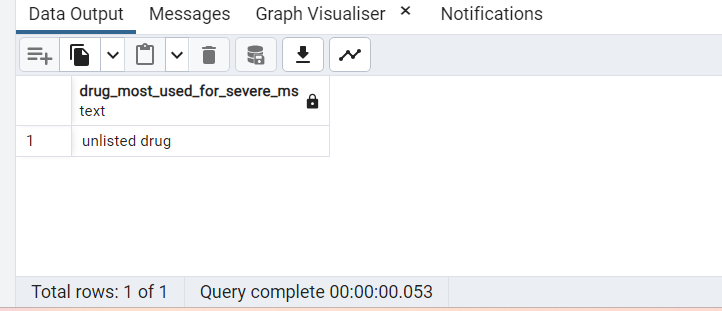 Data Output Messages Graph Visualiser × Notifications
drug_most_used_for_severe_ms
text
1 unlisted drug
Total rows: 1 of 1 Query complete 00:00:00.053